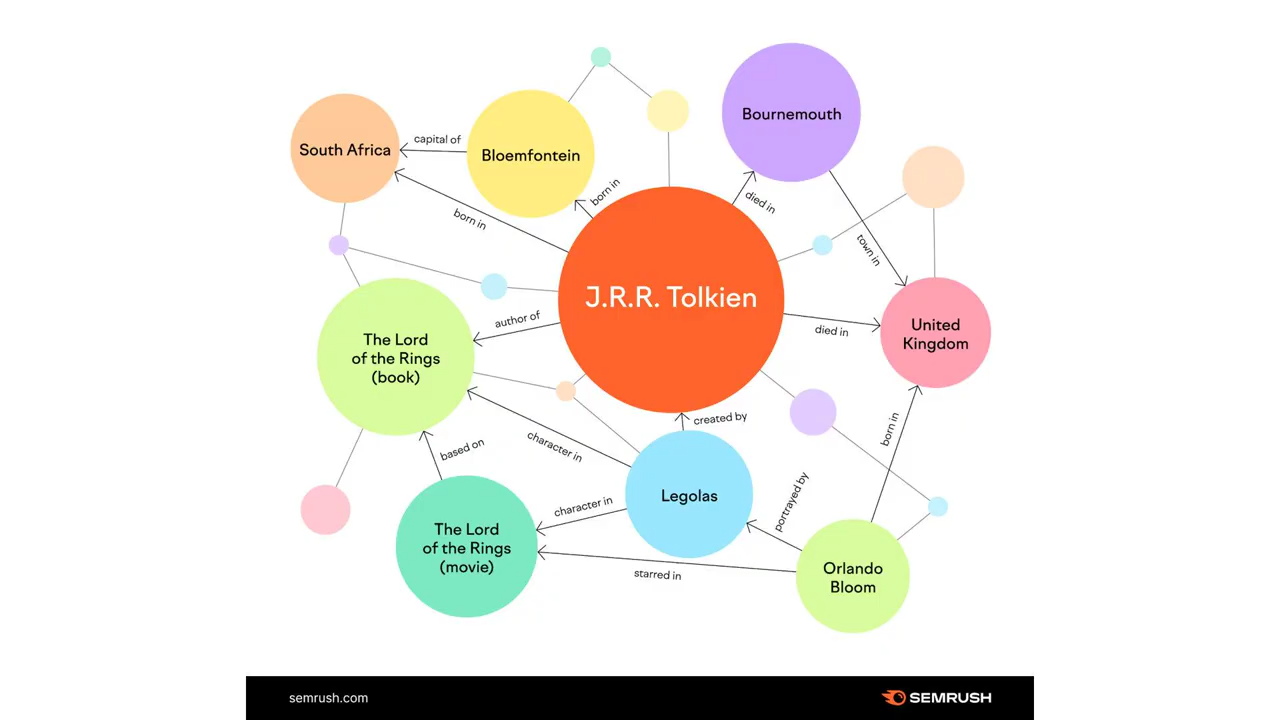 Bournemouth
South Africa
capital of
Bloemfontein
born in
born in
died in
town in
J.R.R. Tolkien
author of
died in
United
Kingdom
The Lord
of the Rings
(book)
created by
born in
based on
character in
Legolas
portrayed by
character in
The Lord
of the Rings
(movie)
starred in
Orlando
Bloom
semrush.com
SEMRUSH